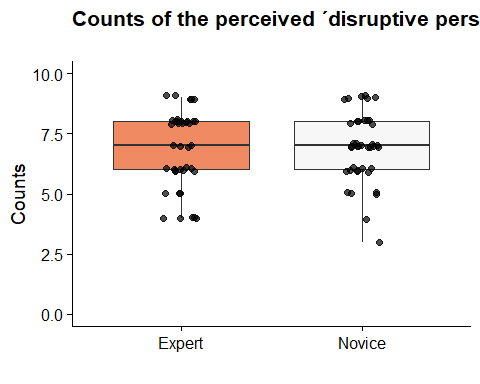 Counts of the perceived ´disruptive pers
10.0
7.5
5.0
2.5
0.0
Counts
Expert Novice